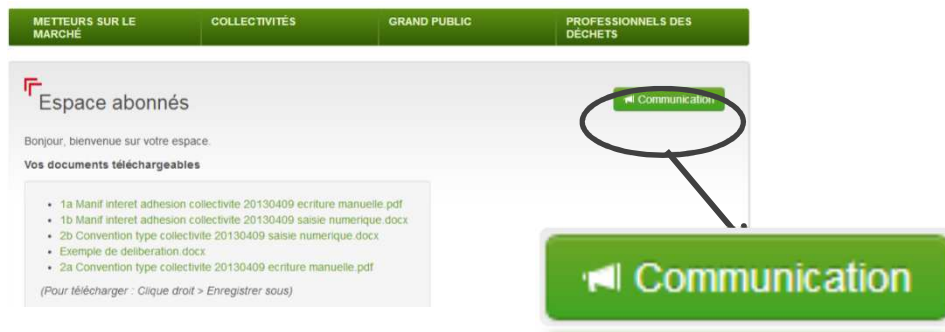 METTEURS SUR LE MARCHÉ
COLLECTIVITÉS
GRAND PUBLIC
PROFESSIONNELS DES DÉCHETS
Espace abonnés
Communication
Bonjour, bienvenue sur votre espace.
Vos documents téléchargeables
• 1a Manif interet adhesion collectivite 20130409 ecriture manuelle.pdf
• 1b Manif interet adhesion collectivite 20130409 saisie numerique.docx
• 2b Convention type collectivite 20130409 saisie numerique.docx
• Exemple de deliberation.docx
• 2a Convention type collectivite 20130409 ecriture manuelle.pdf
(Pour télécharger : Clique droit > Enregistrer sous)
Communication